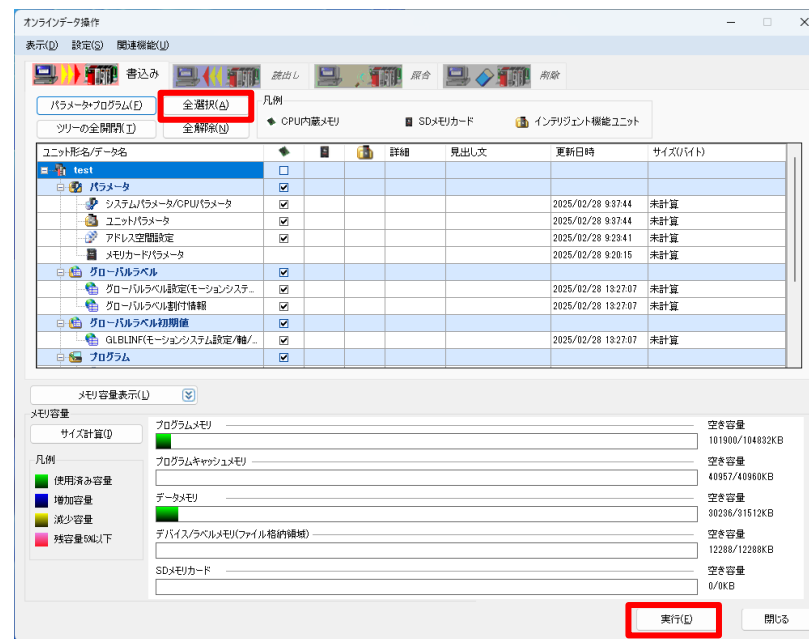 オンラインデータ操作
表示(D) 設定(S) 関連機能(U)
書込み 読出し 照合 削除
パラメータ+プログラム(F) 全選択(A) 凡例
ツリーの全開閉(T) 全解除(N) CPU内蔵メモリ SDメモリカード インテリジェント機能ユニット
ユニット形名/データ名 詳細 見出し文 更新日時 サイズ(バイト)
test
パラメータ
システムパラメータ/CPUパラメータ 2025/02/28 9:37:44 未計算
ユニットパラメータ 2025/02/28 9:37:44 未計算
アドレス空間設定 2025/02/28 9:23:41 未計算
メモリカードパラメータ 2025/02/28 9:20:15 未計算
グローバルラベル
グローバルラベル設定(モーションシステ... 2025/02/28 13:27:07 未計算
グローバルラベル割付情報 2025/02/28 13:27:07 未計算
グローバルラベル初期値
GLBLINF(モーションシステム設定/軸/... 2025/02/28 13:27:07 未計算
プログラム
メモリ容量表示(L)
メモリ容量
サイズ計算(I)
凡例
使用済み容量
増加容量
減少容量
残容量5%以下
プログラムメモリ 空き容量
101900/104832KB
プログラムキャッシュメモリ 空き容量
40957/40960KB
データメモリ 空き容量
30236/31512KB
デバイス/ラベルメモリ(ファイル格納領域) 空き容量
12288/12288KB
SDメモリカード 空き容量
0/0KB
実行(E) 閉じる